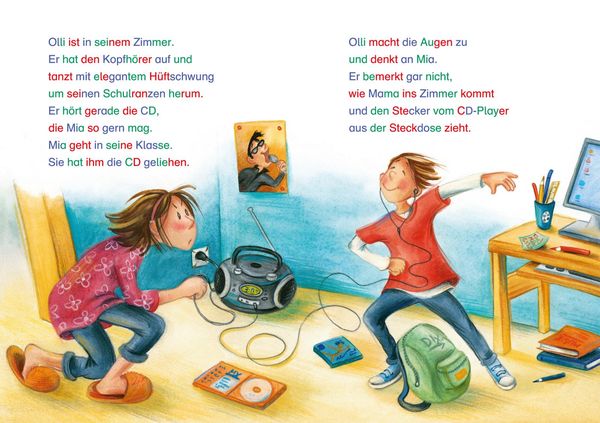 Olli ist in seinem Zimmer.
Er hat den Kopfhörer auf und
tanzt mit elegantem Hüftschwung
um seinen Schulranzen herum.
Er hört gerade die CD,
die Mia so gern mag.
Mia geht in seine Klasse.
Sie hat ihm die CD geliehen.
Olli macht die Augen zu
und denkt an Mia.
Er bemerkt gar nicht,
wie Mama ins Zimmer kommt
und den Stecker vom CD-Player
aus der Steckdose zieht.